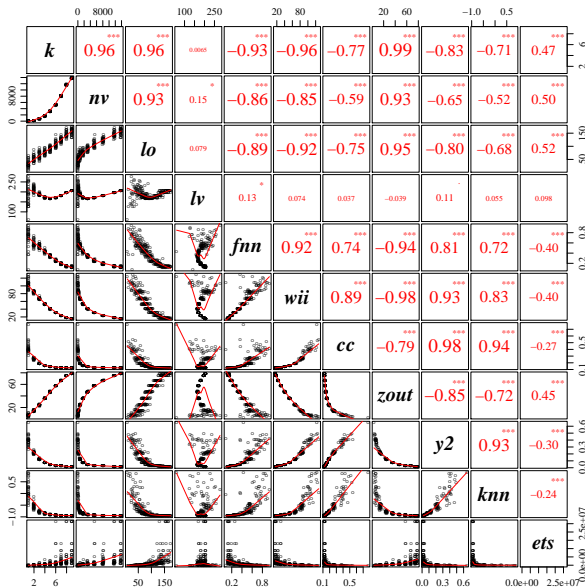 0 8000 100 250 20 80 20 60 −1.0 0.5
k 0.96 *** 0.96 *** 0.0065 −0.93 *** −0.96 *** −0.77 *** 0.99 *** −0.83 *** −0.71 *** 0.47 *** 2 6
0 8000 nv 0.93 *** 0.15 * −0.86 *** −0.85 *** −0.59 *** 0.93 *** −0.65 *** −0.52 *** 0.50 ***
lo 0.079 −0.89 *** −0.92 *** −0.75 *** 0.95 *** −0.80 *** −0.68 *** 0.52 *** 50 150
100 250 lv 0.13 * 0.074 0.037 −0.039 0.11 . 0.055 0.098
fnn 0.92 *** 0.74 *** −0.94 *** 0.81 *** 0.72 *** −0.40 *** 0.2 0.8
20 80 wii 0.89 *** −0.98 *** 0.93 *** 0.83 *** −0.40 ***
cc −0.79 *** 0.98 *** 0.94 *** −0.27 *** 0.1 0.5
20 60 zout −0.85 *** −0.72 *** 0.45 ***
y2 0.93 *** −0.30 *** 0.0 0.3 0.6
−1.0 0.5 knn −0.24 ***
ets 0.0e+00 2.5e+07
2 6 50 150 0.2 0.8 0.1 0.5 0.0 0.3 0.6 0.0e+00 2.5e+07